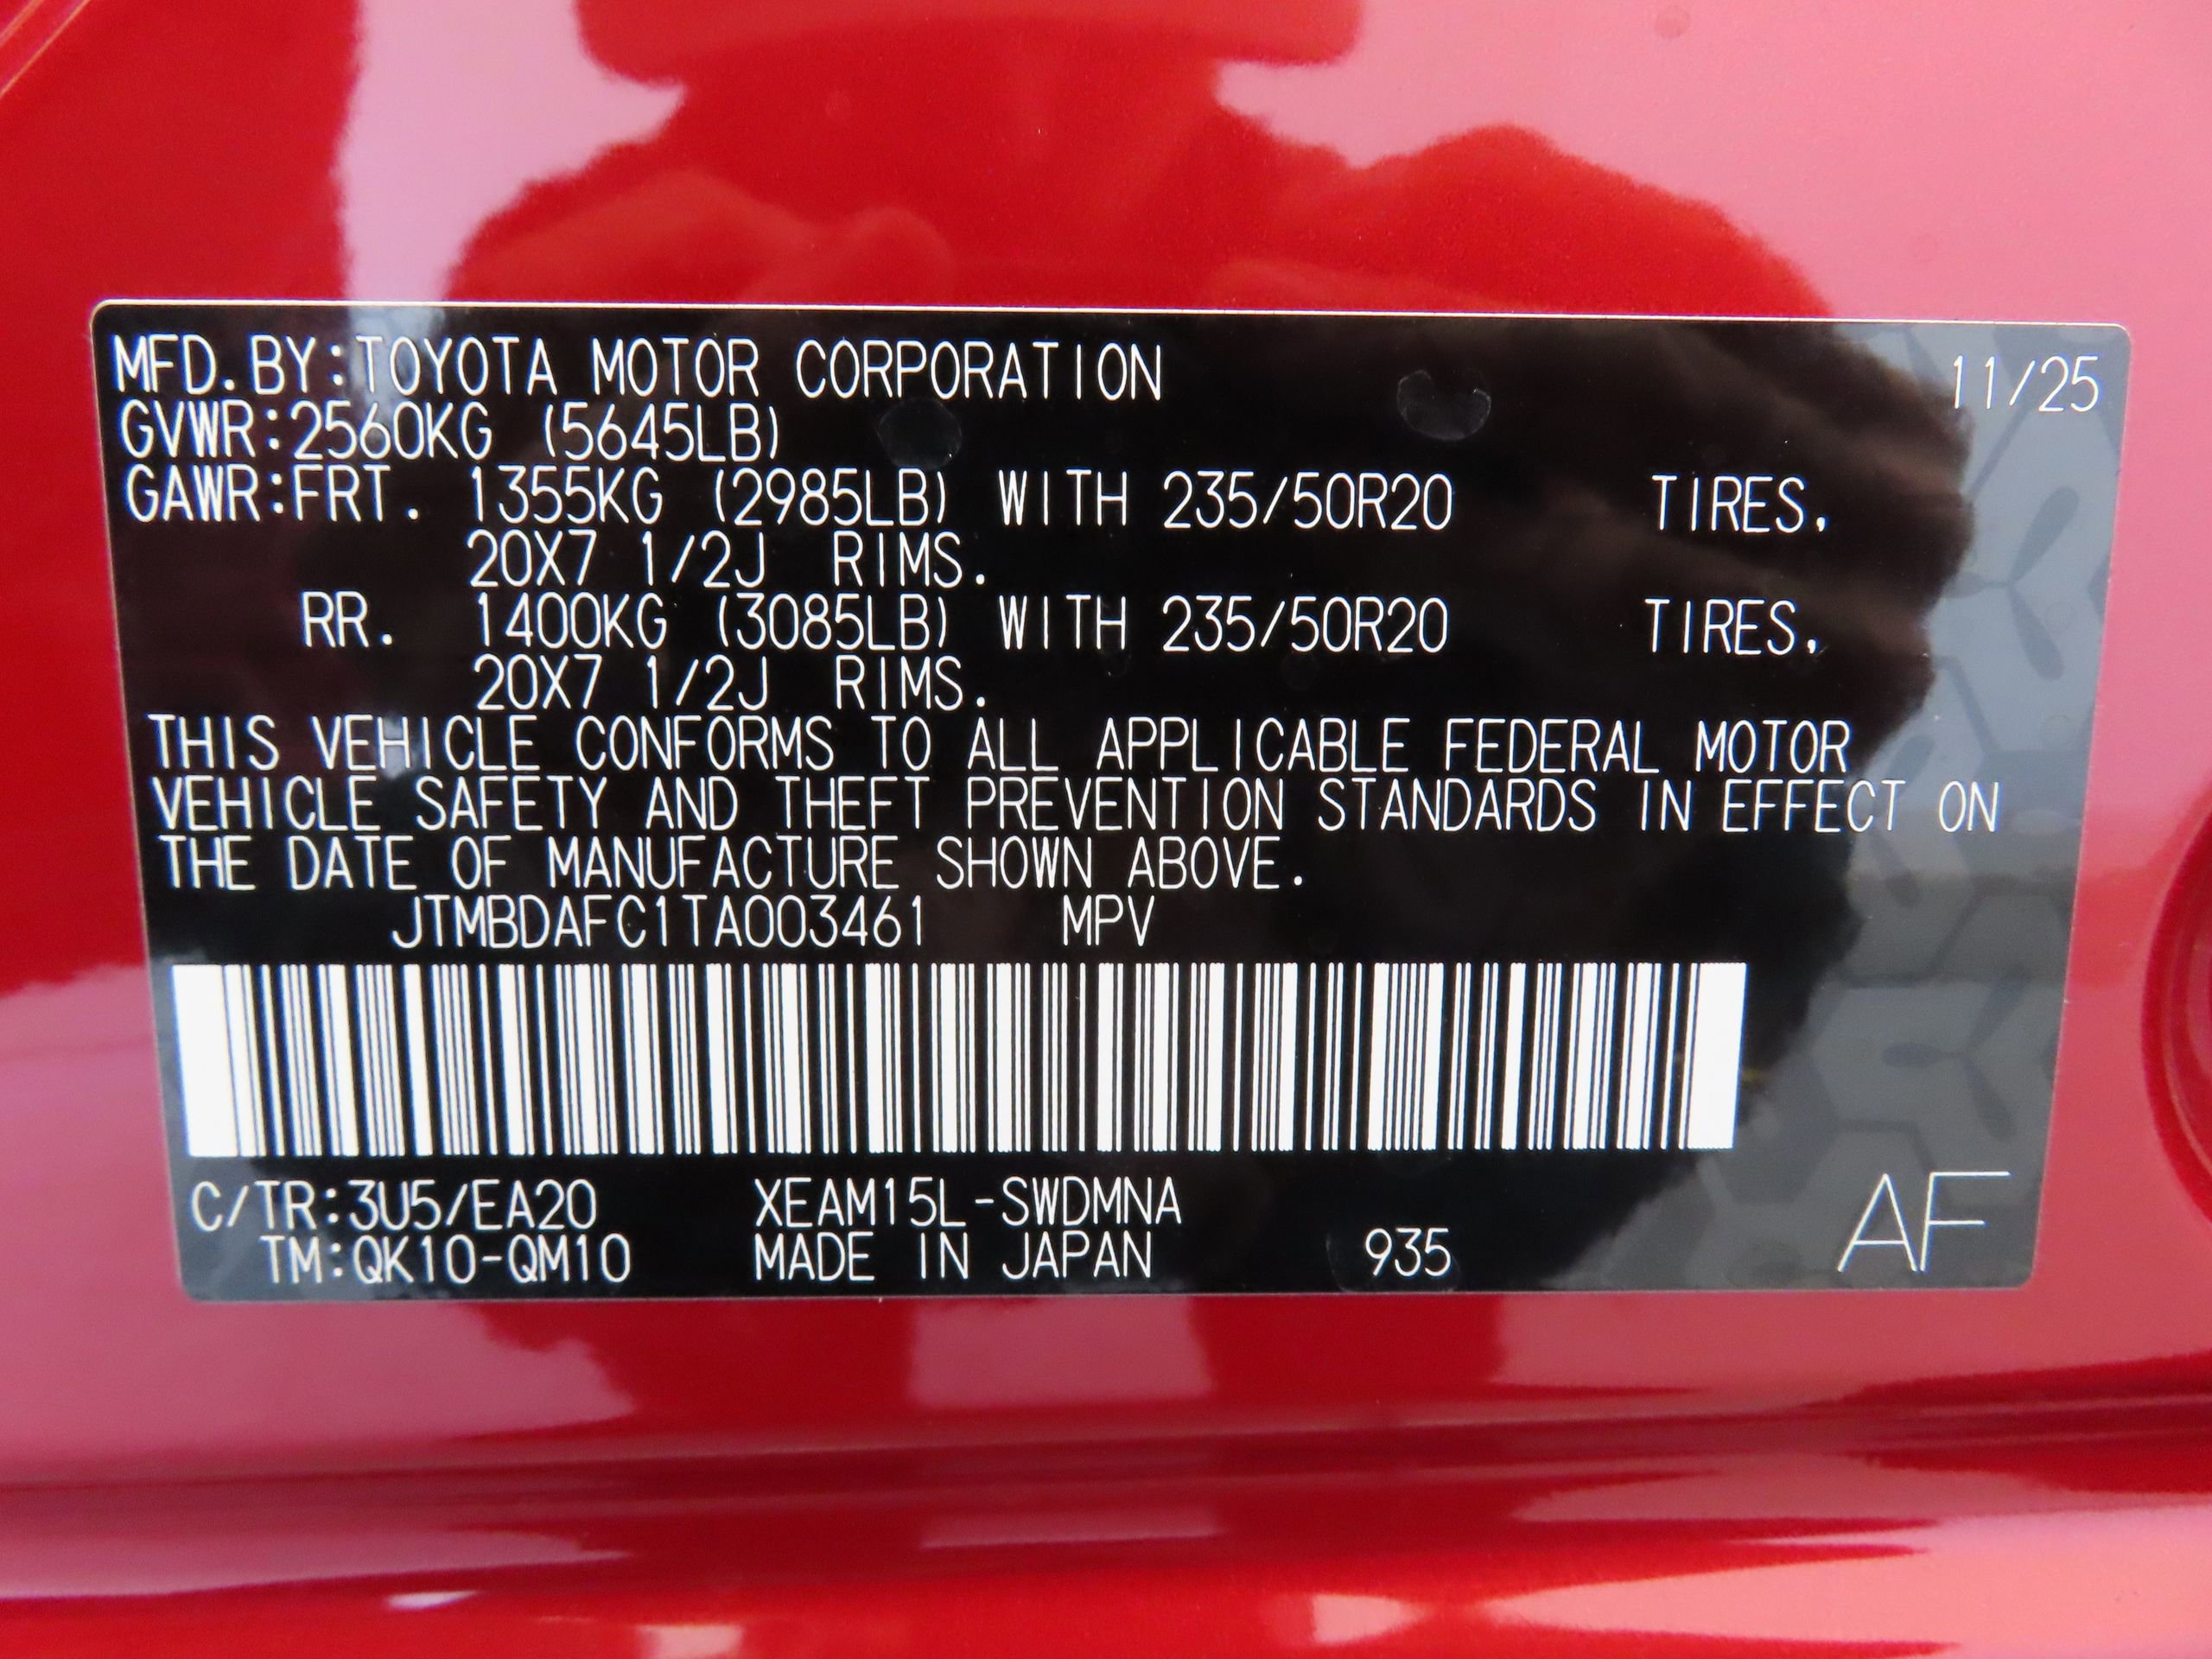 MFD.BY:TOYOTA MOTOR CORPORATION 11/25
GVWR:2560KG (5645LB)
GAWR:FRT. 1355KG (2985LB) WITH 235/50R20 TIRES,
20X7 1/2J RIMS.
RR. 1400KG (3085LB) WITH 235/50R20 TIRES,
20X7 1/2J RIMS.
THIS VEHICLE CONFORMS TO ALL APPLICABLE FEDERAL MOTOR
VEHICLE SAFETY AND THEFT PREVENTION STANDARDS IN EFFECT ON
THE DATE OF MANUFACTURE SHOWN ABOVE.
JTMBDAFC1TA003461 MPV
C/TR:3U5/EA20 XEAM15L-SWDMNA
TM:QK10-QM10 MADE IN JAPAN 935 AF